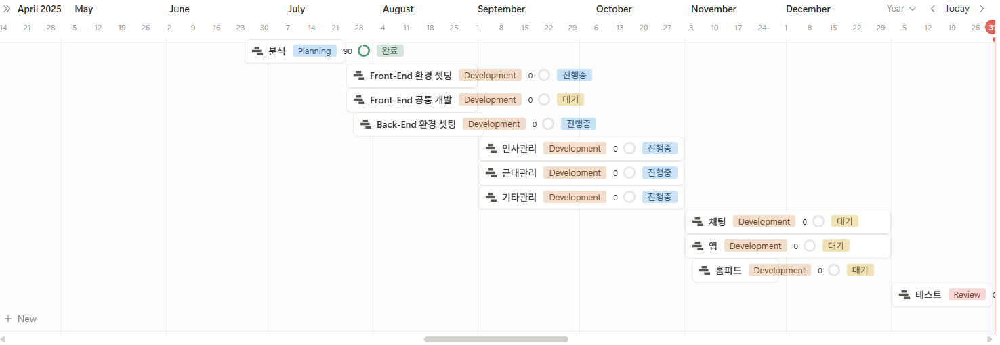 April 2025 May June July August September October November December Year Today
14 21 28 5 12 19 26 2 9 16 23 30 7 14 21 28 4 11 18 25 1 8 15 22 29 6 13 20 27 3 10 17 24 1 8 15 22 29 5 12 19 26 31
분석 Planning 90 완료
Front-End 환경 셋팅 Development 0 진행중
Front-End 공통 개발 Development 0 대기
Back-End 환경 셋팅 Development 0 진행중
인사관리 Development 0 진행중
근태관리 Development 0 진행중
기타관리 Development 0 진행중
채팅 Development 0 대기
앱 Development 0 대기
홈피드 Development 0 대기
테스트 Review 0
+ New